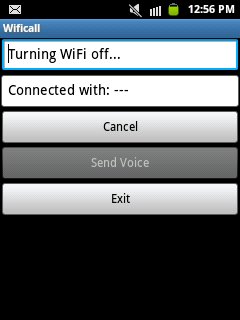 12:56 PM
Wificall
Turning WiFi off...
Connected with: ---
Cancel
Send Voice
Exit